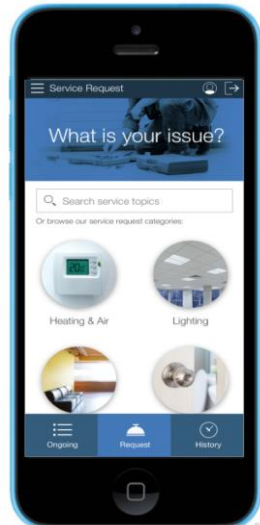 Service Request
What is your issue?
Search service topics
Or browse our service request categories:
Heating & Air
Lighting
Ongoing
Request
History